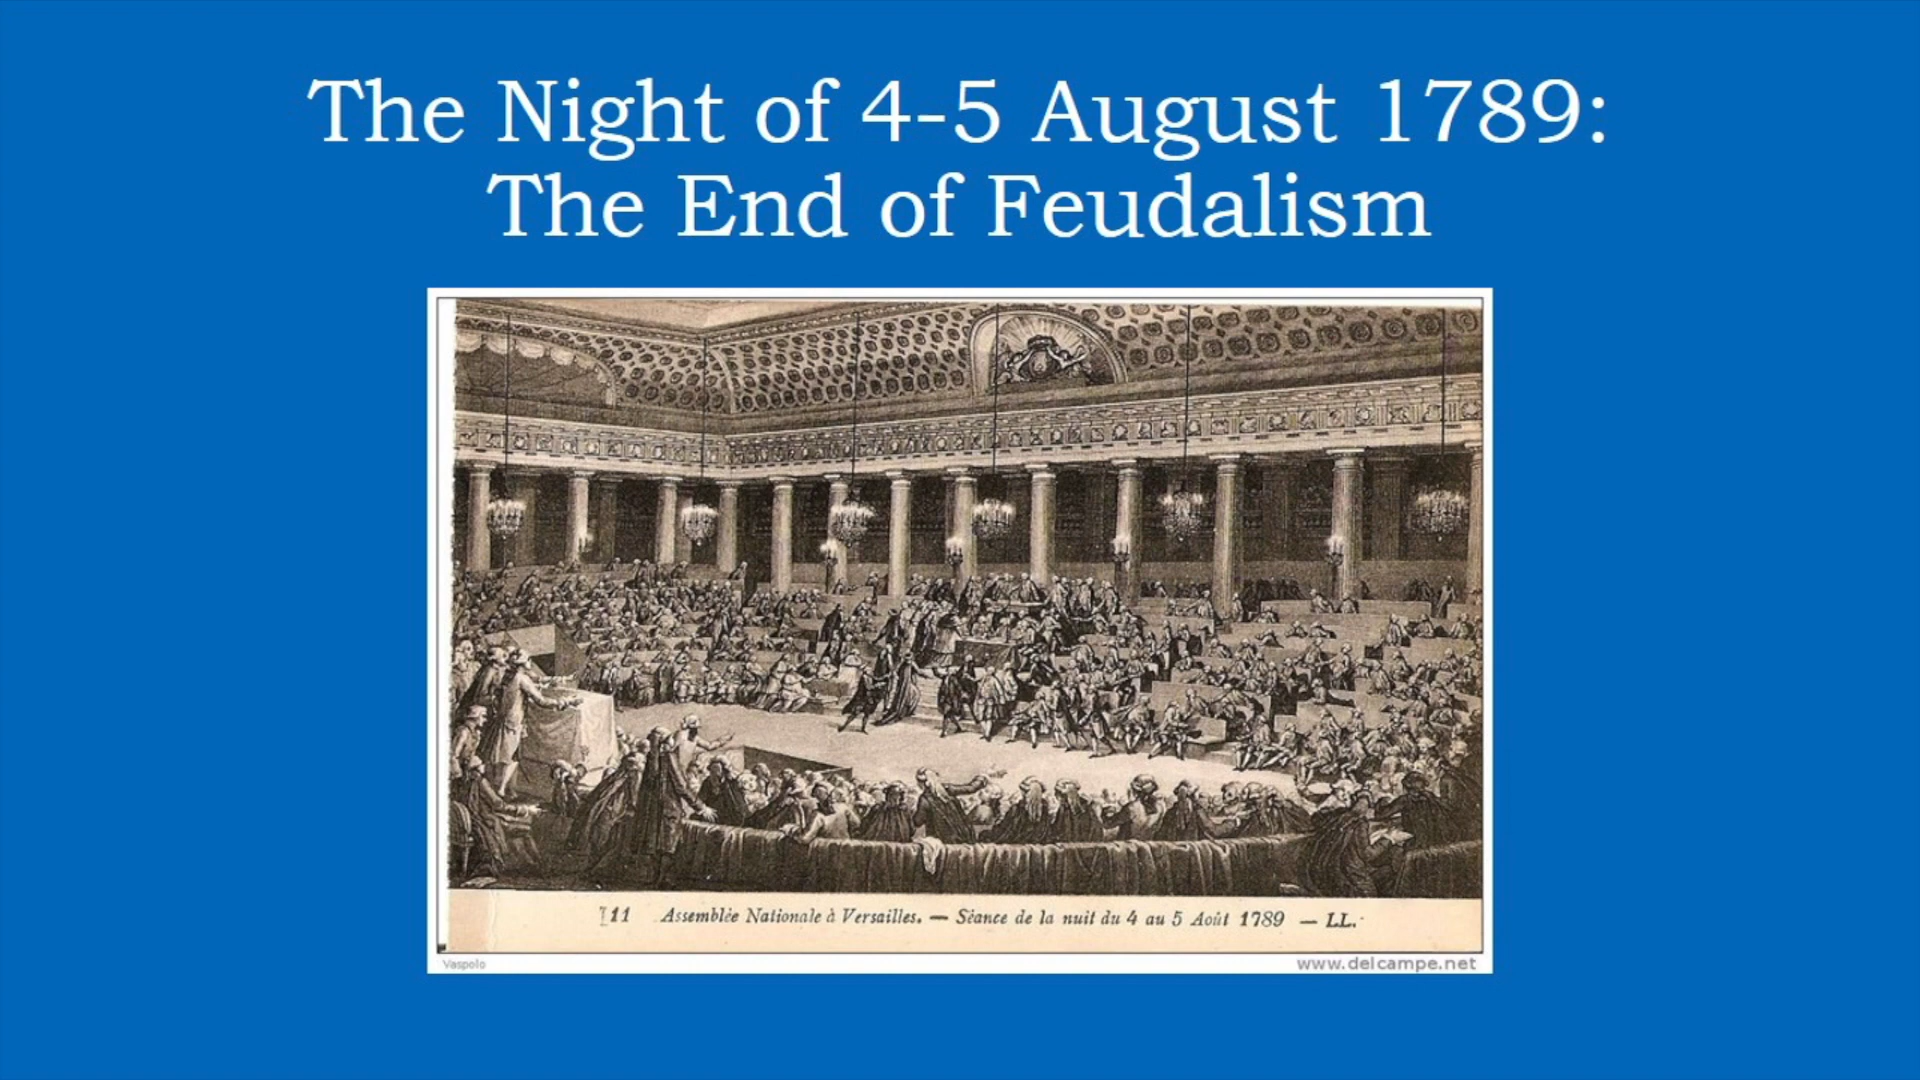 The Night of 4-5 August 1789:
The End of Feudalism
11 Assemblée Nationale à Versailles. — Séance de la nuit du 4 au 5 Août 1789 — LL.
Vaspolo
www.delcampe.net